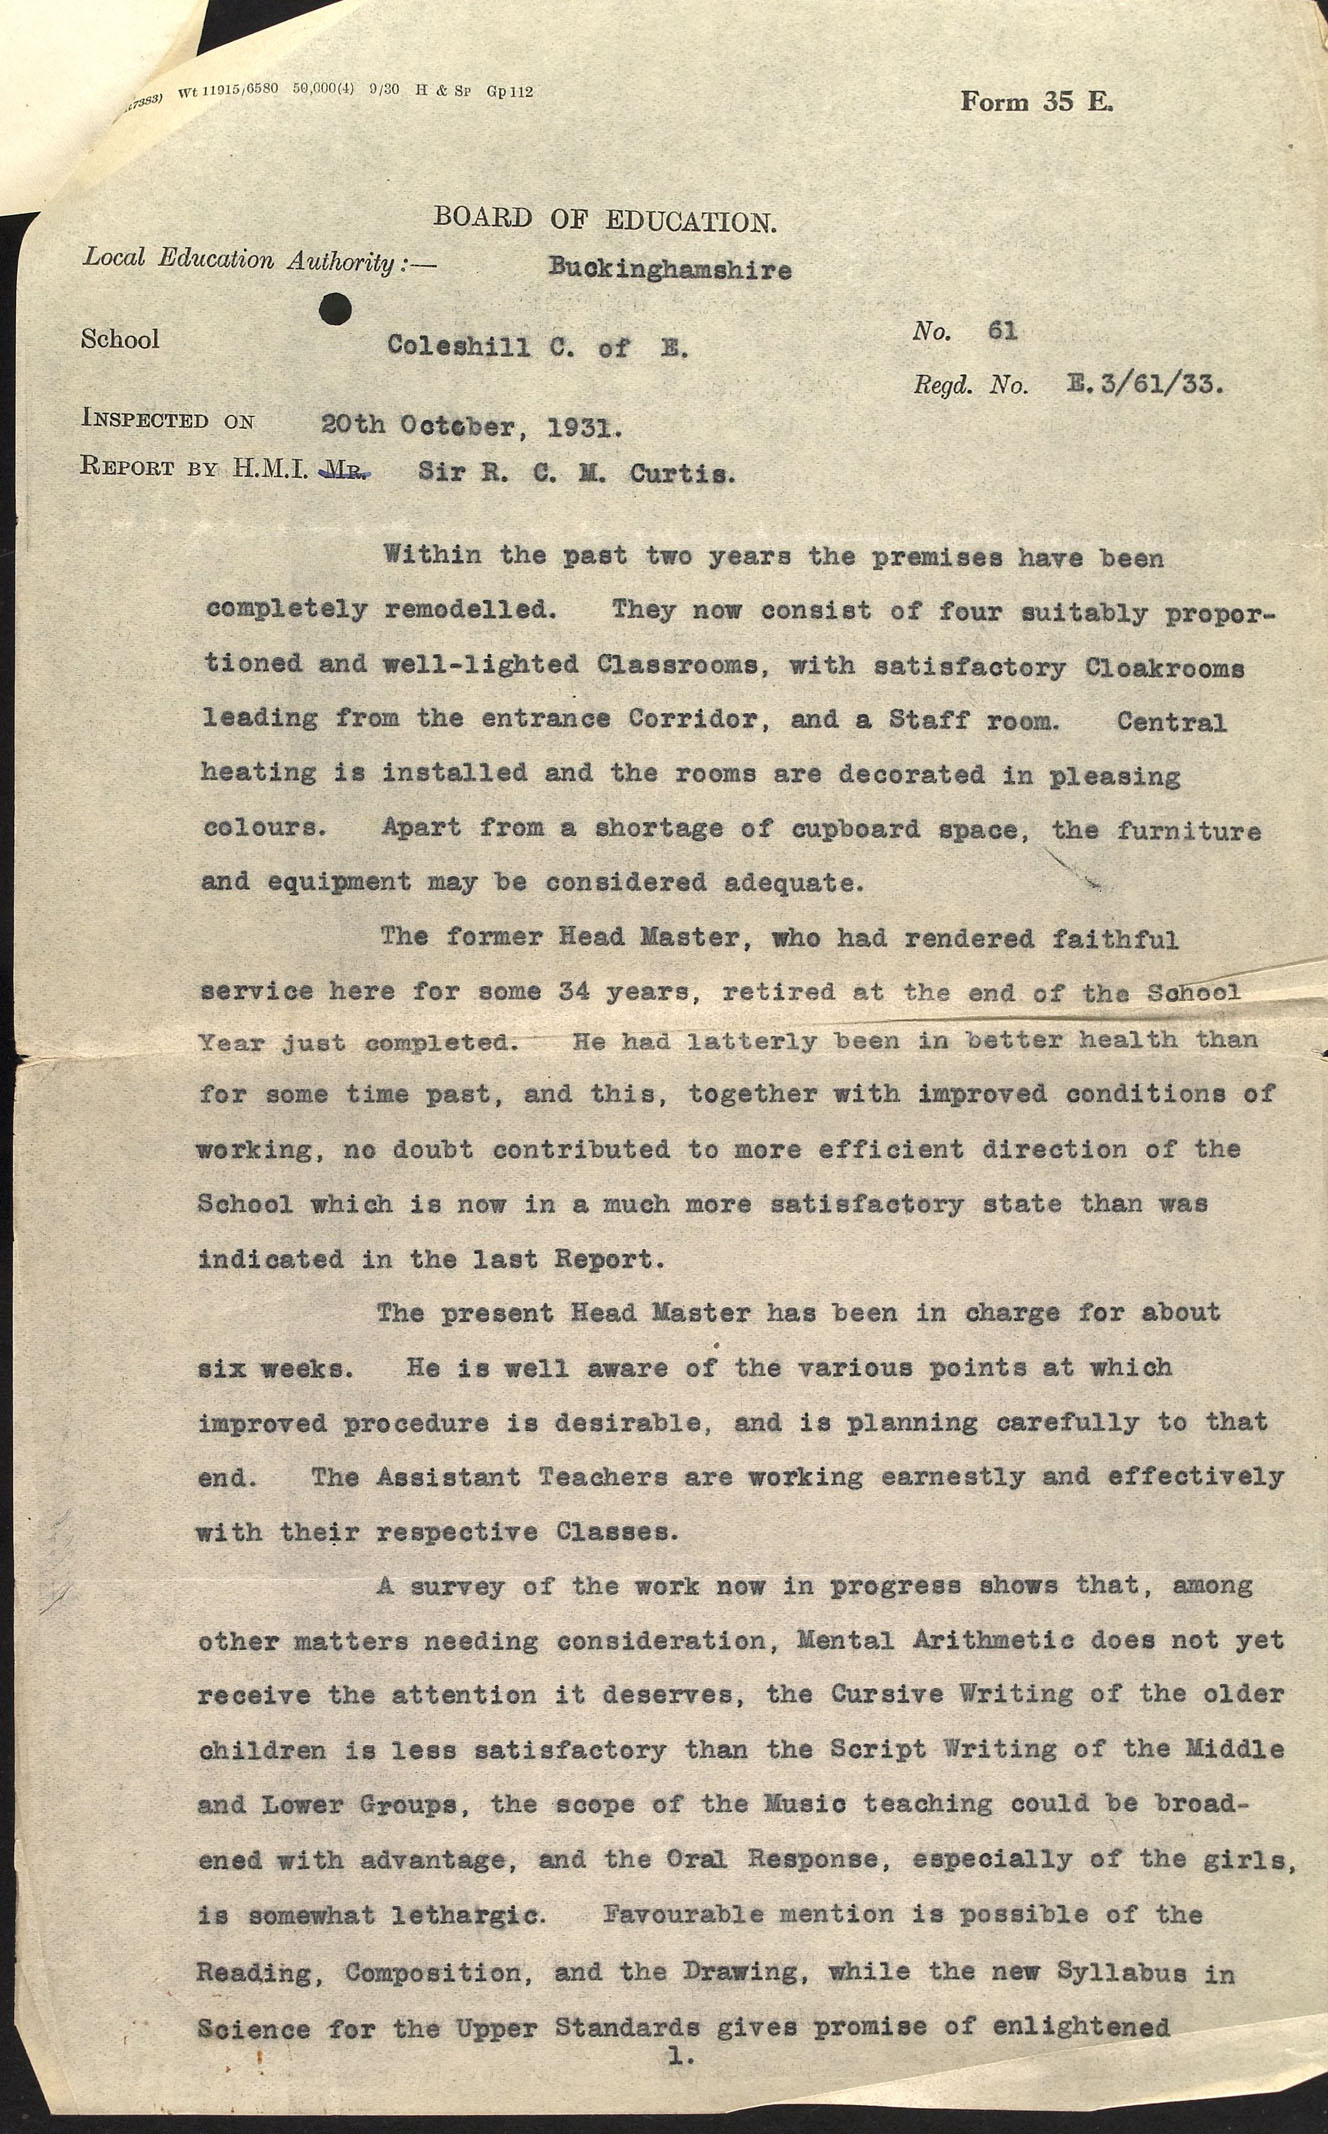 7383) Wt 11915/6580 50,000(4) 9/30 H & Sp Gp 112
Form 35 E.
BOARD OF EDUCATION.
Local Education Authority :— Buckinghamshire
School Coleshill C. of E.
No. 61
Regd. No. E.3/61/33.
INSPECTED ON 20th October, 1931.
REPORT BY H.M.I. MR. Sir R. C. M. Curtis.
Within the past two years the premises have been
completely remodelled. They now consist of four suitably propor-
tioned and well-lighted Classrooms, with satisfactory Cloakrooms
leading from the entrance Corridor, and a Staff room. Central
heating is installed and the rooms are decorated in pleasing
colours. Apart from a shortage of cupboard space, the furniture
and equipment may be considered adequate.
The former Head Master, who had rendered faithful
service here for some 34 years, retired at the end of the School
Year just completed. He had latterly been in better health than
for some time past, and this, together with improved conditions of
working, no doubt contributed to more efficient direction of the
School which is now in a much more satisfactory state than was
indicated in the last Report.
The present Head Master has been in charge for about
six weeks. He is well aware of the various points at which
improved procedure is desirable, and is planning carefully to that
end. The Assistant Teachers are working earnestly and effectively
with their respective Classes.
A survey of the work now in progress shows that, among
other matters needing consideration, Mental Arithmetic does not yet
receive the attention it deserves, the Cursive Writing of the older
children is less satisfactory than the Script Writing of the Middle
and Lower Groups, the scope of the Music teaching could be broad-
ened with advantage, and the Oral Response, especially of the girls,
is somewhat lethargic. Favourable mention is possible of the
Reading, Composition, and the Drawing, while the new Syllabus in
Science for the Upper Standards gives promise of enlightened
1.